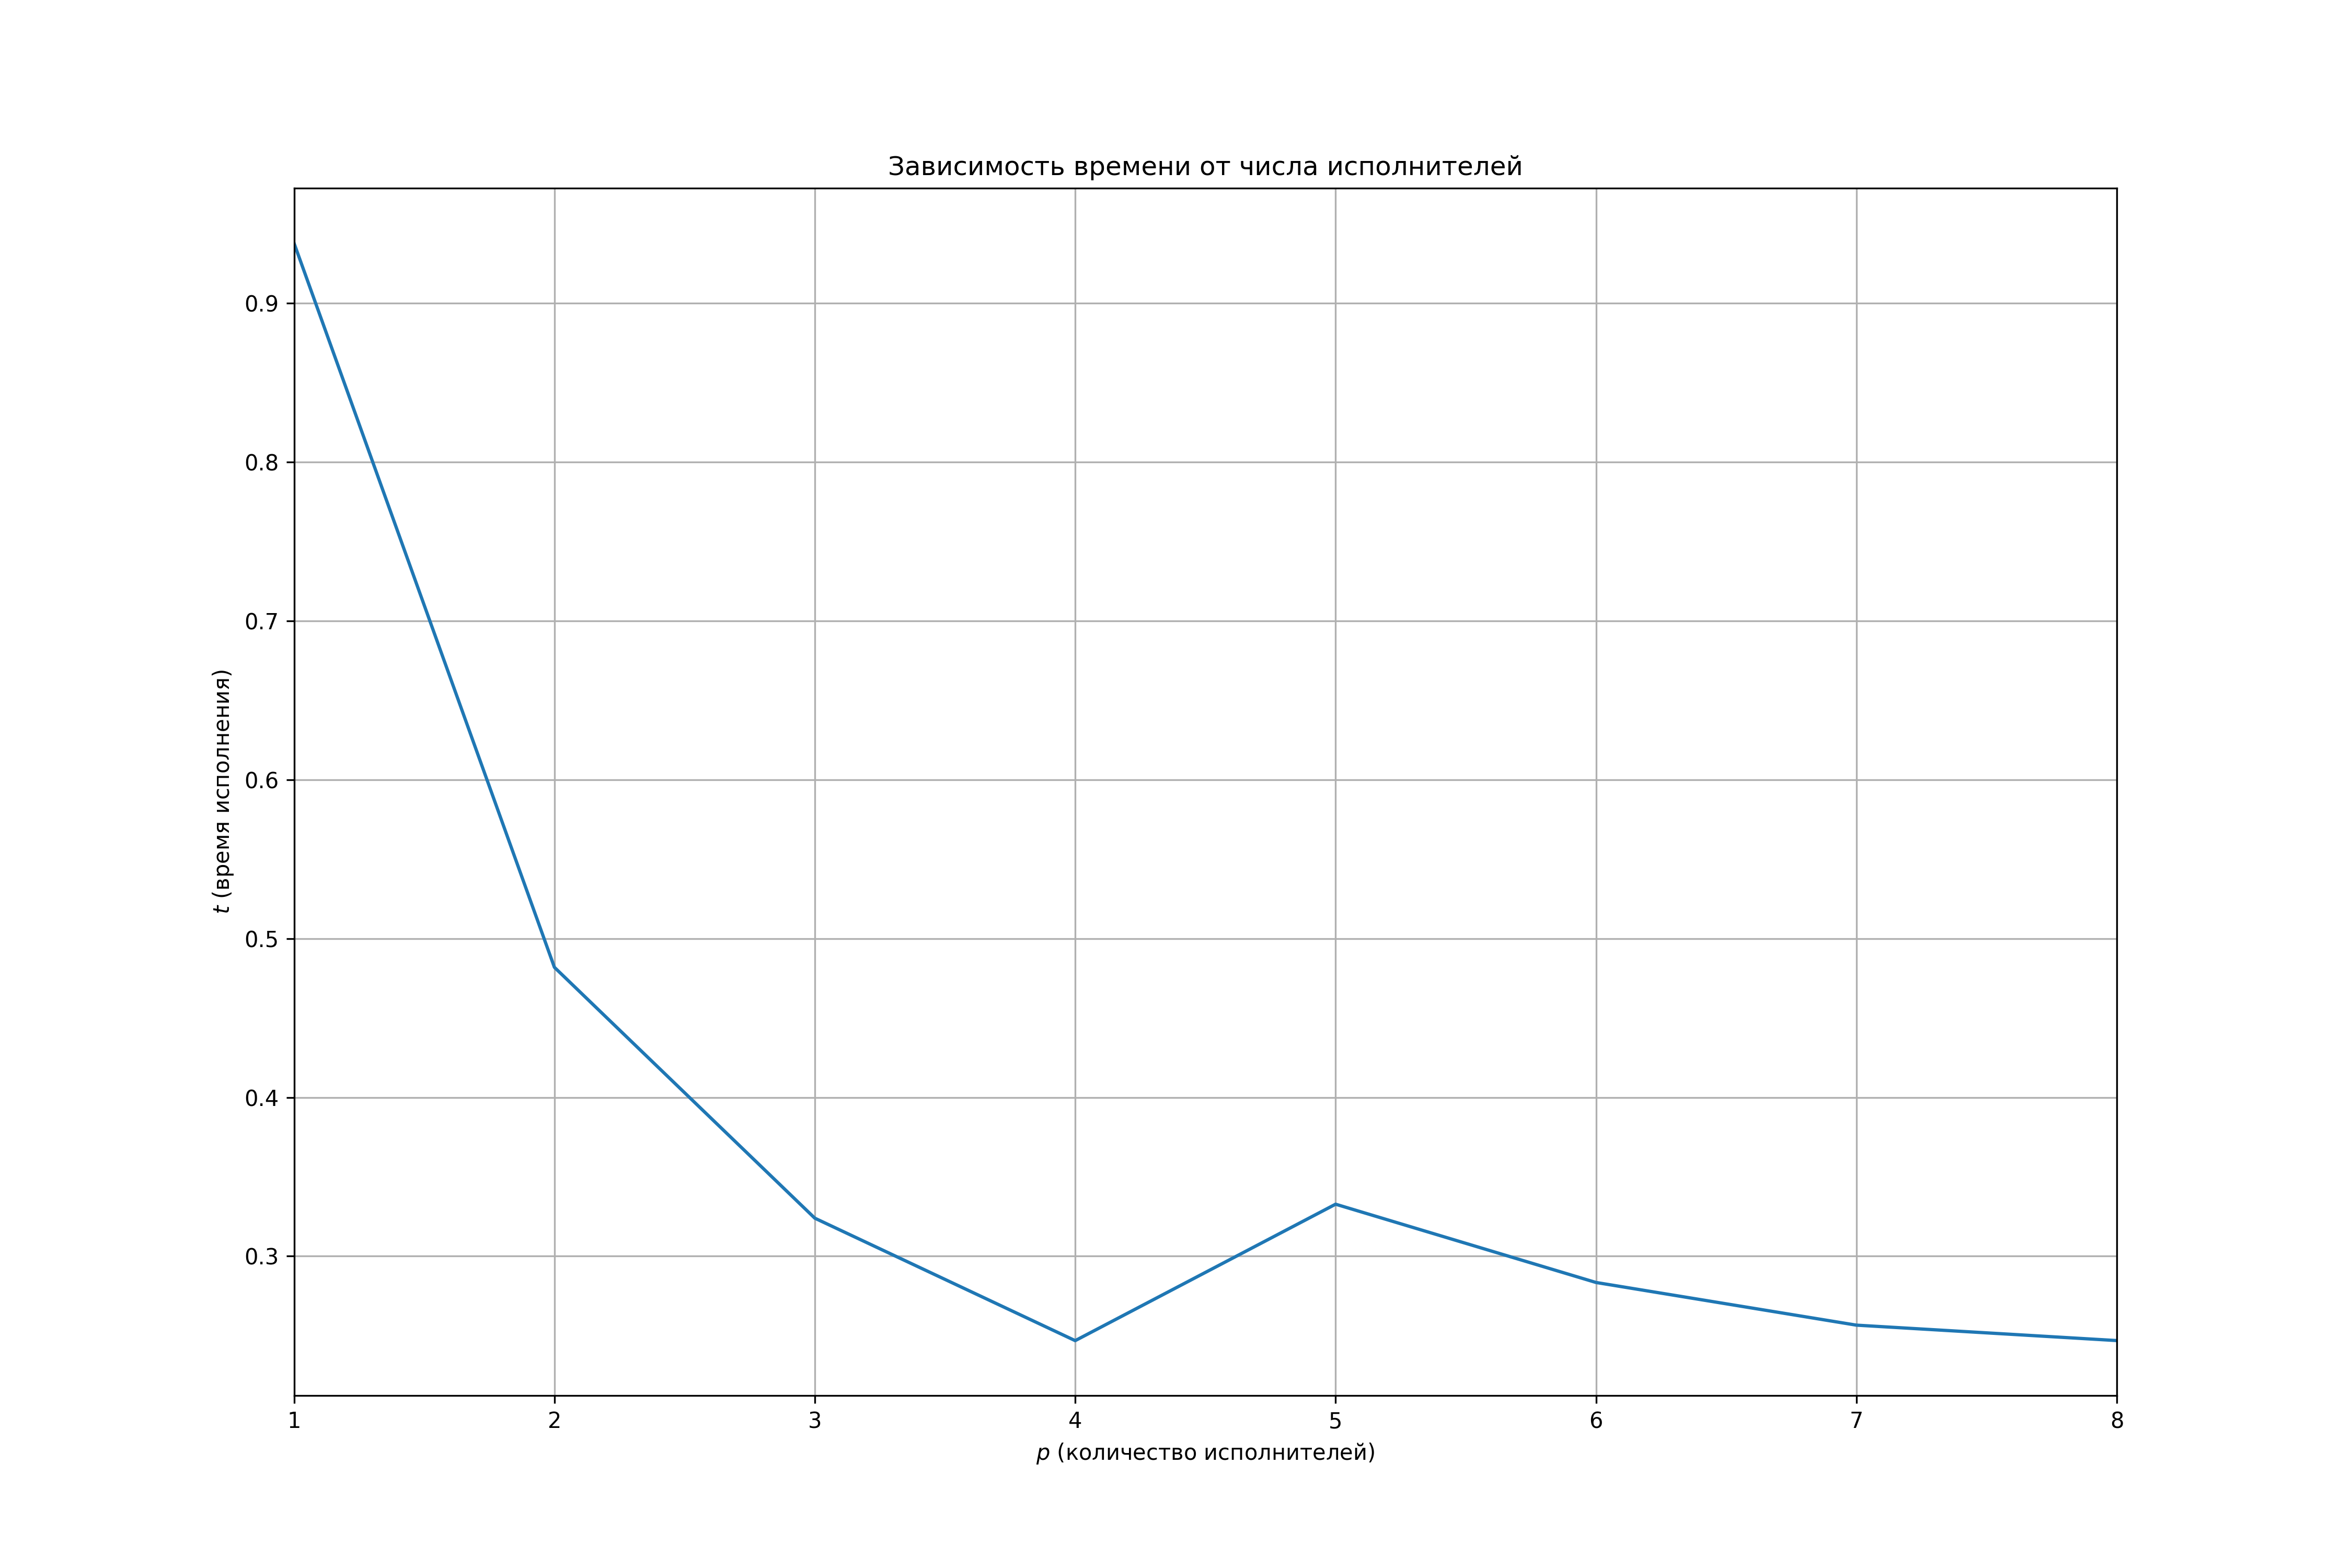 Зависимость времени от числа исполнителей
t (время исполнения)
0.9
0.8
0.7
0.6
0.5
0.4
0.3
1 2 3 4 5 6 7 8
p (количество исполнителей)